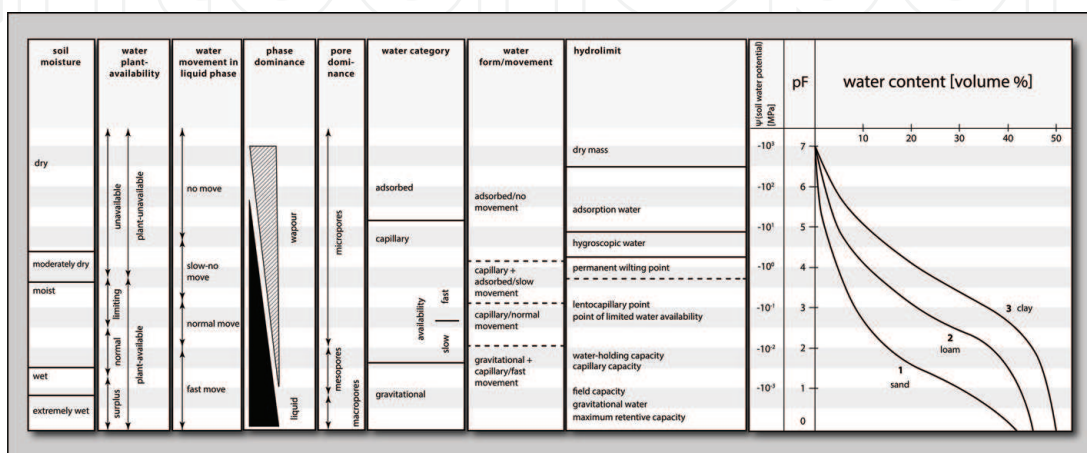 soil
moisture
dry
moderately dry
moist
wet
extremely wet
water
plant-
availability
unavailable
plant-unavailable
limiting
normal
plant-available
surplus
water
movement in
liquid phase
no move
slow-no
move
normal move
fast move
phase
dominance
wapour
liquid
pore
domi-
nance
micropores
mesopores
macropores
water category
adsorbed
capillary
availability
fast
slow
gravitational
water
form/movement
adsorbed/no
movement
capillary +
adsorbed/slow
movement
capillary/normal
movement
gravitational +
capillary/fast
movement
hydrolimit
dry mass
adsorption water
hygroscopic water
permanent wilting point
lentocapillary point
point of limited water availability
water-holding capacity
capillary capacity
field capacity
gravitational water
maximum retentive capacity
Ψ(soil water potential)
[MPa]
-10³
-10²
-10¹
-10⁰
-10⁻¹
-10⁻²
-10⁻³
pF
7
6
5
4
3
2
1
0
water content [volume %]
10 20 30 40 50
3 clay
2
loam
1
sand